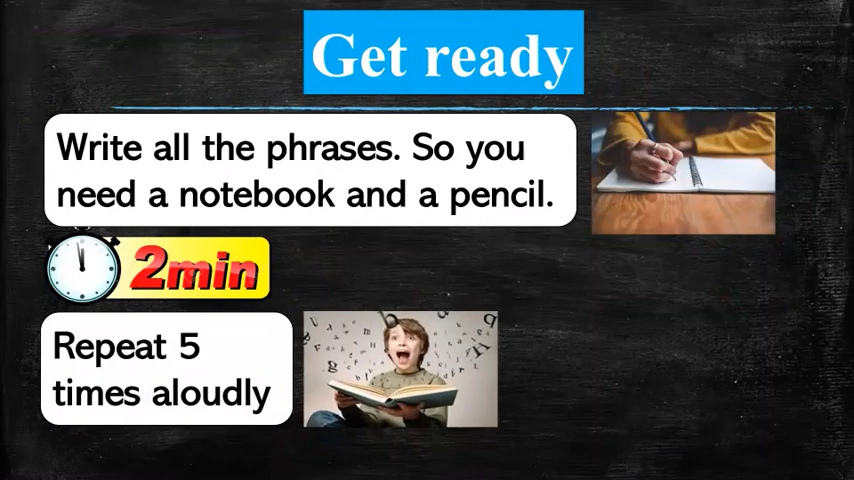 Get ready
Write all the phrases. So you
need a notebook and a pencil.
2min
Repeat 5
times aloudly